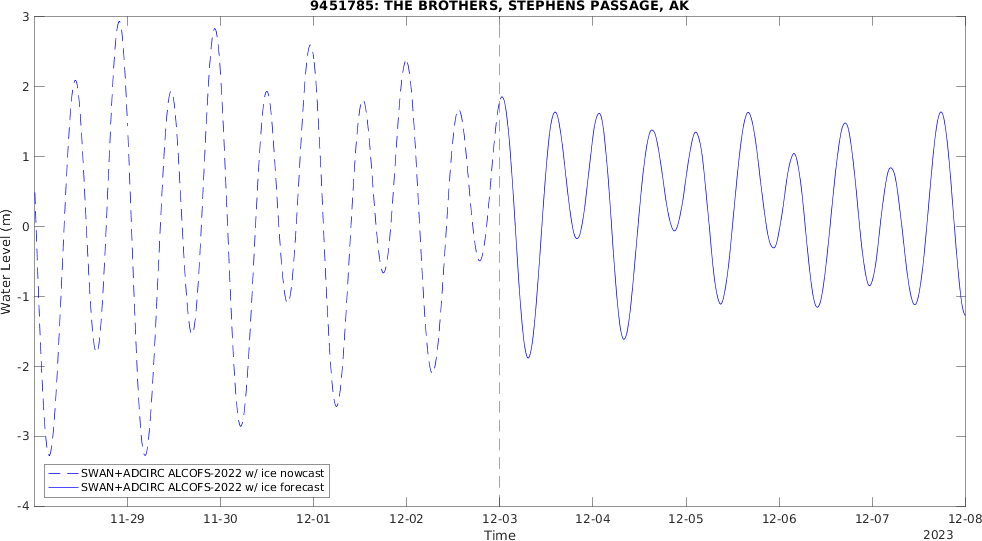 9451785: THE BROTHERS, STEPHENS PASSAGE, AK
Water Level (m)
3
2
1
0
-1
-2
-3
-4
SWAN+ADCIRC ALCOFS-2022 w/ ice nowcast
SWAN+ADCIRC ALCOFS-2022 w/ ice forecast
11-29 11-30 12-01 12-02 12-03 12-04 12-05 12-06 12-07 12-08
Time
2023